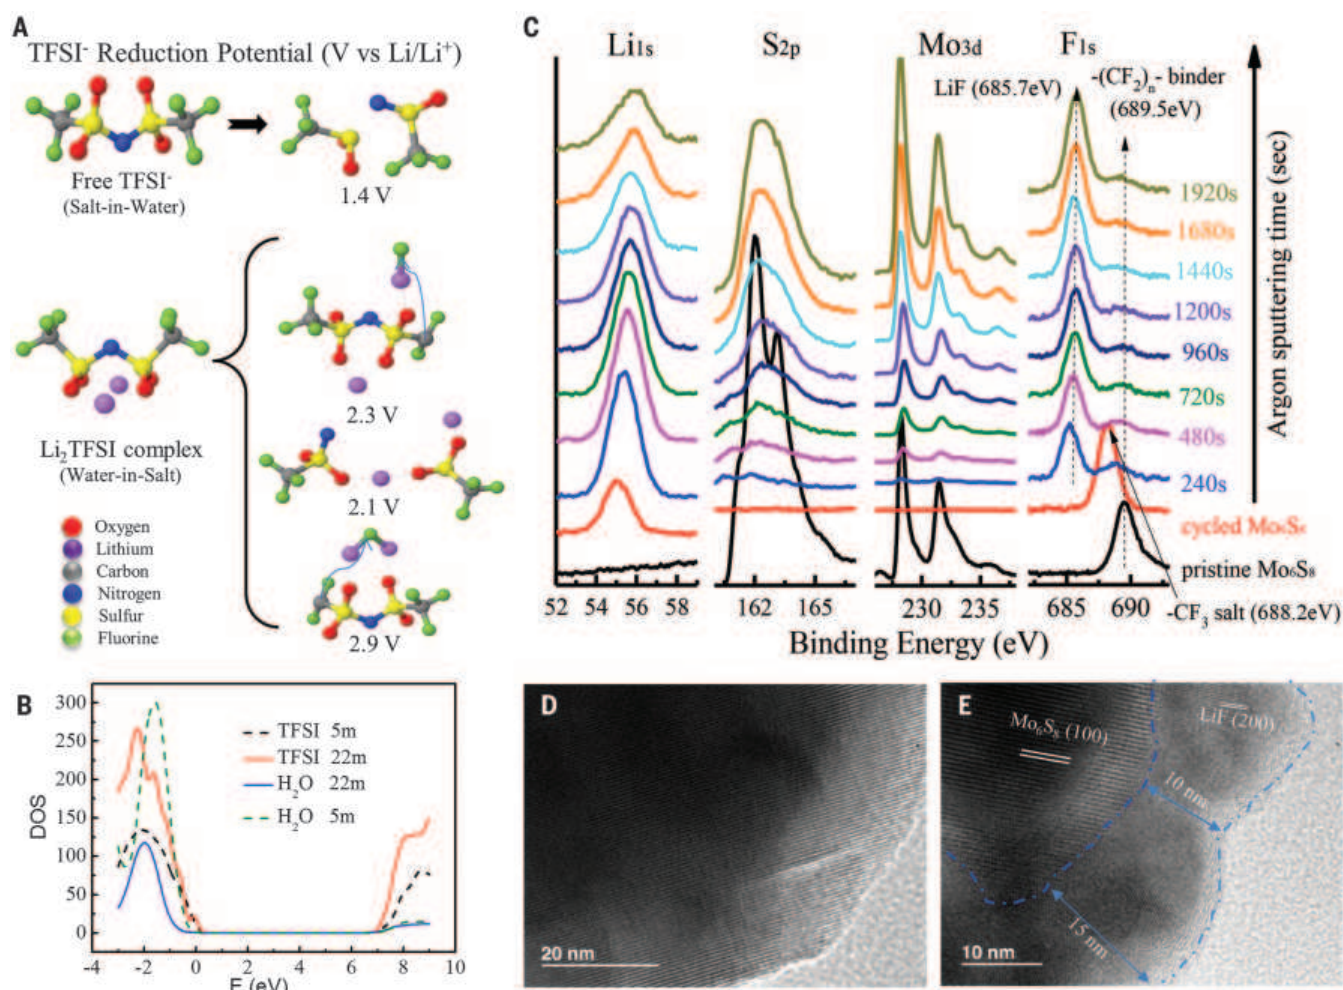 A
TFSI- Reduction Potential (V vs Li/Li+)
Free TFSI-
(Salt-in-Water)
1.4 V
2.3 V
Li2TFSI complex
(Water-in-Salt)
2.1 V
2.9 V
Oxygen
Lithium
Carbon
Nitrogen
Sulfur
Fluorine
B
DOS
300
250
200
150
100
50
0
TFSI 5m
TFSI 22m
H2O 22m
H2O 5m
-4 -2 0 2 4 6 8 10
E (eV)
C
Li1s S2p Mo3d F1s
LiF (685.7eV)
-(CF2)n- binder
(689.5eV)
1920s
1680s
1440s
1200s
960s
720s
480s
240s
cycled Mo6S8
pristine Mo6S8
-CF3 salt (688.2eV)
Argon sputtering time (sec)
52 54 56 58 162 165 230 235 685 690
Binding Energy (eV)
D
20 nm
E
Mo6S8 (100)
LiF (200)
10 nm
15 nm
10 nm